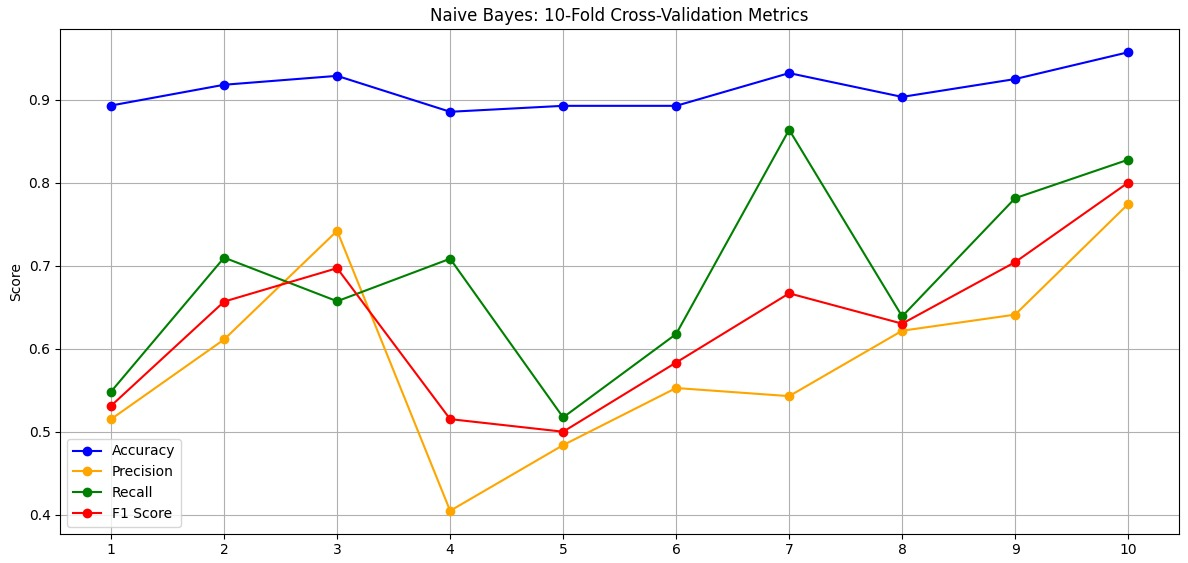 Naive Bayes: 10-Fold Cross-Validation Metrics
Score
0.9
0.8
0.7
0.6
0.5
0.4
Accuracy
Precision
Recall
F1 Score
1 2 3 4 5 6 7 8 9 10